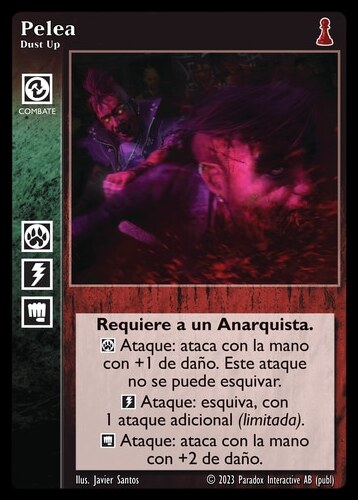 Pelea
Dust Up
COMBATE
Requiere a un Anarquista.
Ataque: ataca con la mano
con +1 de daño. Este ataque
no se puede esquivar.
Ataque: esquiva, con
1 ataque adicional (limitada).
Ataque: ataca con la mano
con +2 de daño.
Ilus. Javier Santos
© 2023 Paradox Interactive AB (publ)